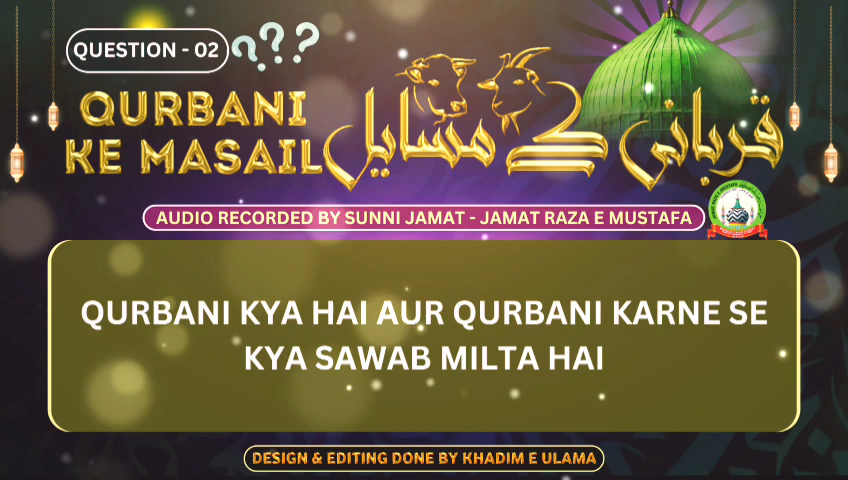 QUESTION - 02
???
QURBANI
KE MASAIL
قربانی کے مسایل
AUDIO RECORDED BY SUNNI JAMAT - JAMAT RAZA E MUSTAFA
QURBANI KYA HAI AUR QURBANI KARNE SE
KYA SAWAB MILTA HAI
DESIGN & EDITING DONE BY KHADIM E ULAMA